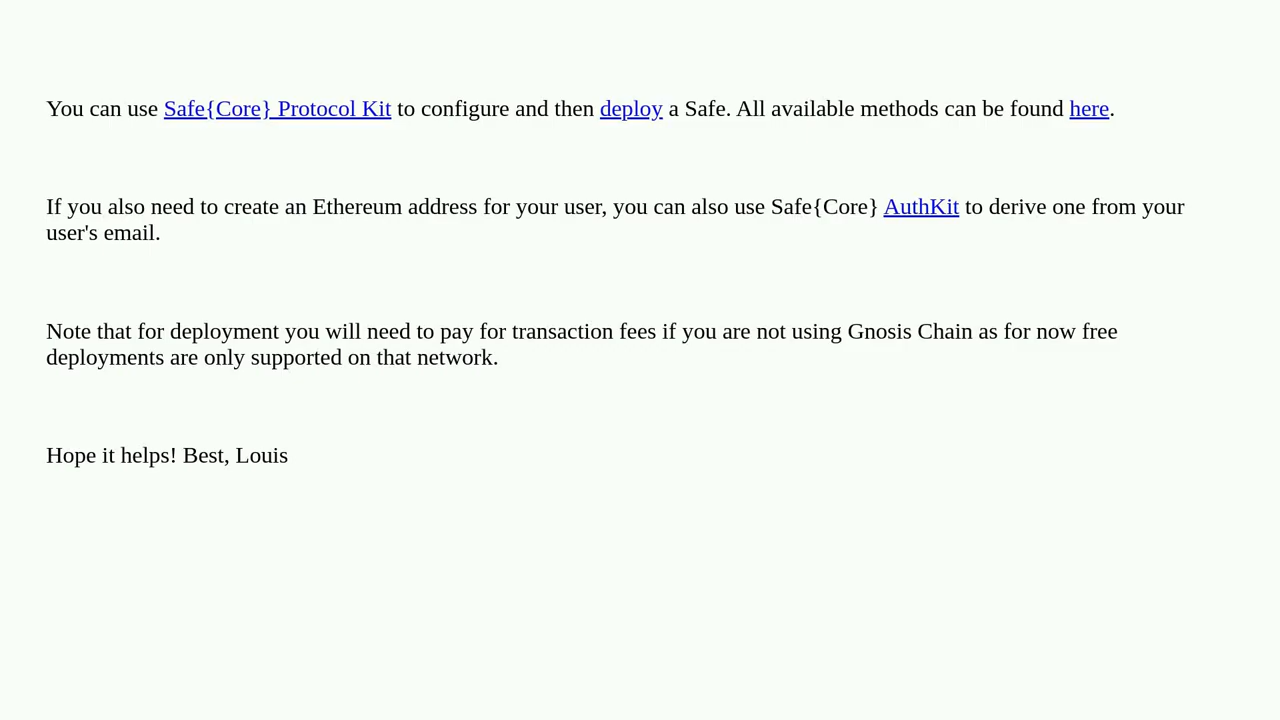 You can use Safe{Core} Protocol Kit to configure and then deploy a Safe. All available methods can be found here.
If you also need to create an Ethereum address for your user, you can also use Safe{Core} AuthKit to derive one from your
user's email.
Note that for deployment you will need to pay for transaction fees if you are not using Gnosis Chain as for now free
deployments are only supported on that network.
Hope it helps! Best, Louis